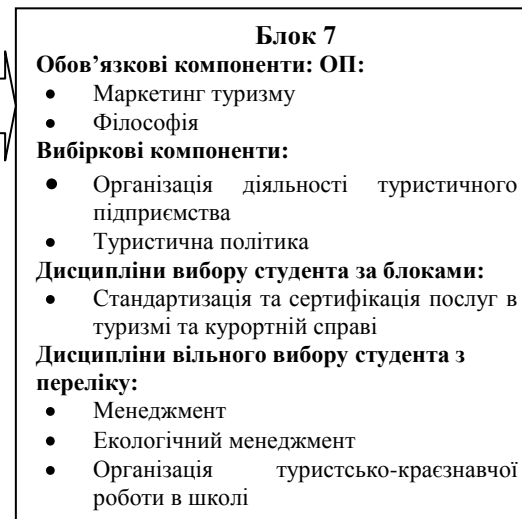 Блок 7
Обов’язкові компоненти: ОП:
• Маркетинг туризму
• Філософія
Вибіркові компоненти:
• Організація діяльності туристичного
підприємства
• Туристична політика
Дисципліни вибору студента за блоками:
• Стандартизація та сертифікація послуг в
туризмі та курортній справі
Дисципліни вільного вибору студента з
переліку:
• Менеджмент
• Екологічний менеджмент
• Організація туристсько-краєзнавчої
роботи в школі